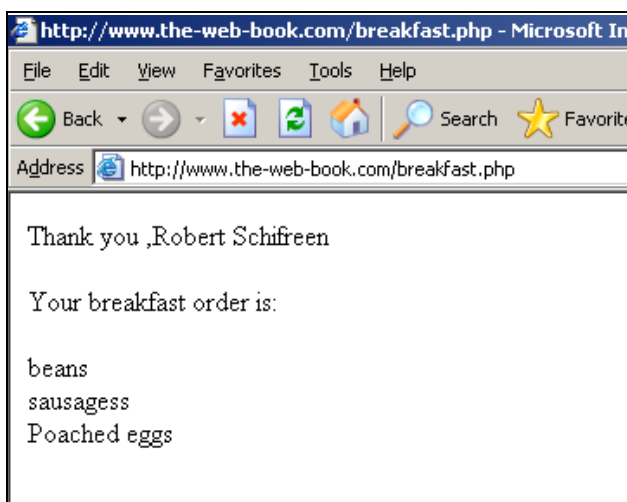 http://www.the-web-book.com/breakfast.php - Microsoft In
File Edit View Favorites Tools Help
Back Search Favorite
Address http://www.the-web-book.com/breakfast.php
Thank you ,Robert Schifreen
Your breakfast order is:
beans
sausagess
Poached eggs